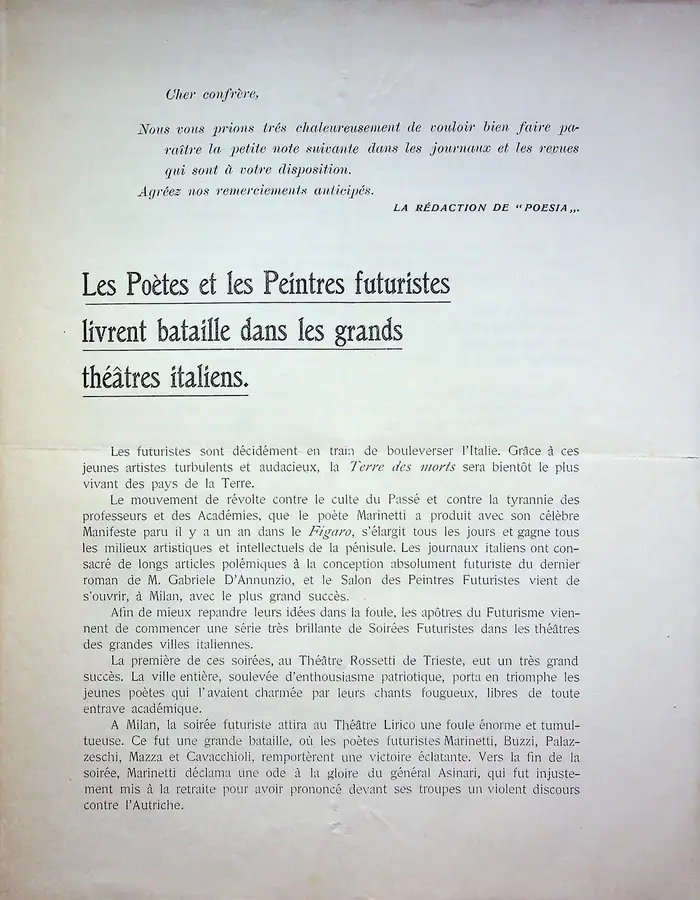 Cher confrère,
Nous vous prions trés chaleureusement de vouloir bien faire pa-
raître la petite note suivante dans les journaux et les revues
qui sont à votre disposition.
Agréez nos remerciements anticipés.
LA RÉDACTION DE “POESIA„.
Les Poètes et les Peintres futuristes
livrent bataille dans les grands
théâtres italiens.
Les futuristes sont décidément en train de bouleverser l'Italie. Grâce à ces
jeunes artistes turbulents et audacieux, la Terre des morts sera bientôt le plus
vivant des pays de la Terre.
Le mouvement de révolte contre le culte du Passé et contre la tyrannie des
professeurs et des Académies, que le poète Marinetti a produit avec son célèbre
Manifeste paru il y a un an dans le Figaro, s'élargit tous les jours et gagne tous
les milieux artistiques et intellectuels de la pénisule. Les journaux italiens ont con-
sacré de longs articles polémiques à la conception absolument futuriste du dernier
roman de M. Gabriele D'Annunzio, et le Salon des Peintres Futuristes vient de
s'ouvrir, à Milan, avec le plus grand succès.
Afin de mieux repandre leurs idées dans la foule, les apôtres du Futurisme vien-
nent de commencer une série très brillante de Soirées Futuristes dans les théâtres
des grandes villes italiennes.
La première de ces soirées, au Théâtre Rossetti de Trieste, eut un très grand
succès. La ville entière, soulevée d'enthousiasme patriotique, porta en triomphe les
jeunes poètes qui l'avaient charmée par leurs chants fougueux, libres de toute
entrave académique.
A Milan, la soirée futuriste attira au Théâtre Lirico une foule énorme et tumul-
tueuse. Ce fut une grande bataille, où les poètes futuristes Marinetti, Buzzi, Palaz-
zeschi, Mazza et Cavacchioli, remportèrent une victoire éclatante. Vers la fin de la
soirée, Marinetti déclama une ode à la gloire du général Asinari, qui fut injuste-
ment mis à la retraite pour avoir prononcé devant ses troupes un violent discours
contre l'Autriche.